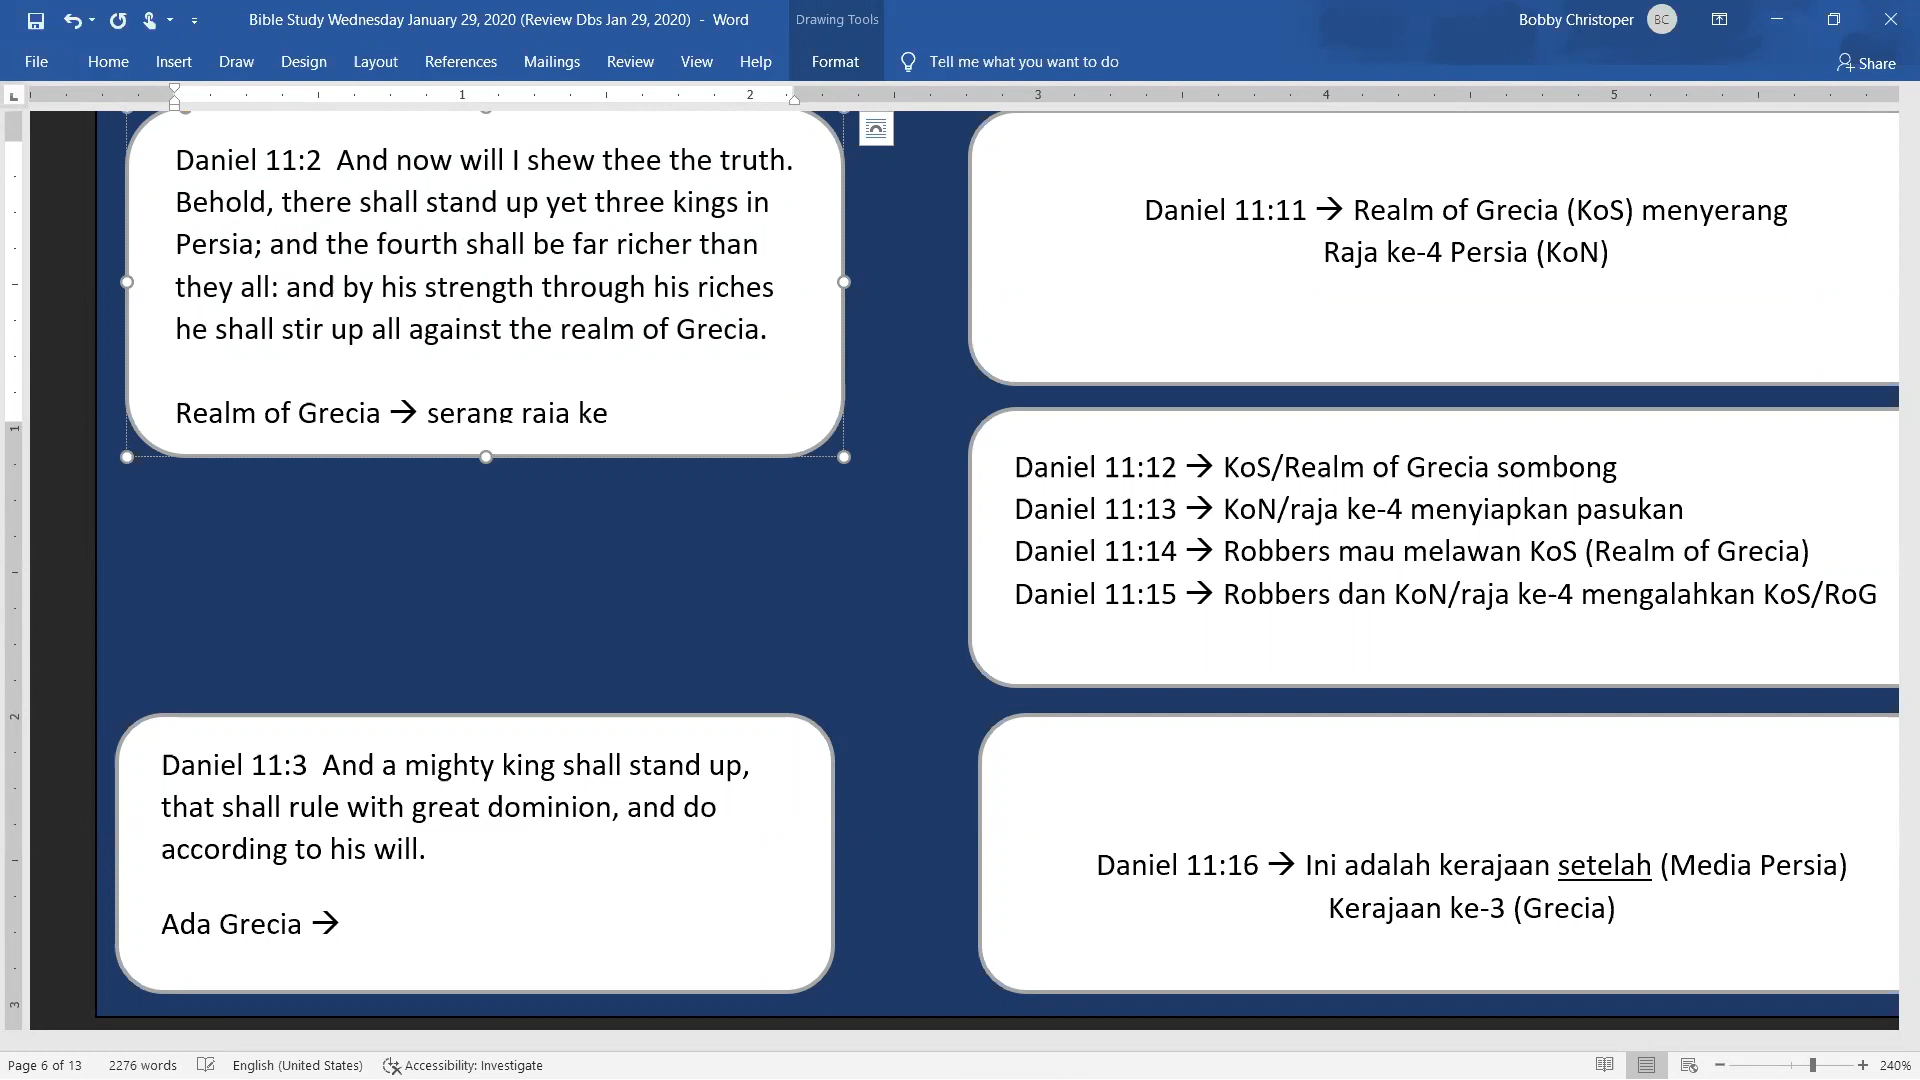 Bible Study Wednesday January 29, 2020 (Review Dbs Jan 29, 2020) - Word
Drawing Tools
Bobby Christoper
BC
File Home Insert Draw Design Layout References Mailings Review View Help Format Tell me what you want to do Share
L 1 2 3 4 5
Daniel 11:2 And now will I shew thee the truth.
Behold, there shall stand up yet three kings in
Persia; and the fourth shall be far richer than
they all: and by his strength through his riches
he shall stir up all against the realm of Grecia.
Realm of Grecia → serang raja ke
Daniel 11:11 → Realm of Grecia (KoS) menyerang
Raja ke-4 Persia (KoN)
Daniel 11:12 → KoS/Realm of Grecia sombong
Daniel 11:13 → KoN/raja ke-4 menyiapkan pasukan
Daniel 11:14 → Robbers mau melawan KoS (Realm of Grecia)
Daniel 11:15 → Robbers dan KoN/raja ke-4 mengalahkan KoS/RoG
Daniel 11:3 And a mighty king shall stand up,
that shall rule with great dominion, and do
according to his will.
Ada Grecia →
Daniel 11:16 → Ini adalah kerajaan setelah (Media Persia)
Kerajaan ke-3 (Grecia)
1
2
3
Page 6 of 13 2276 words English (United States) Accessibility: Investigate 240%